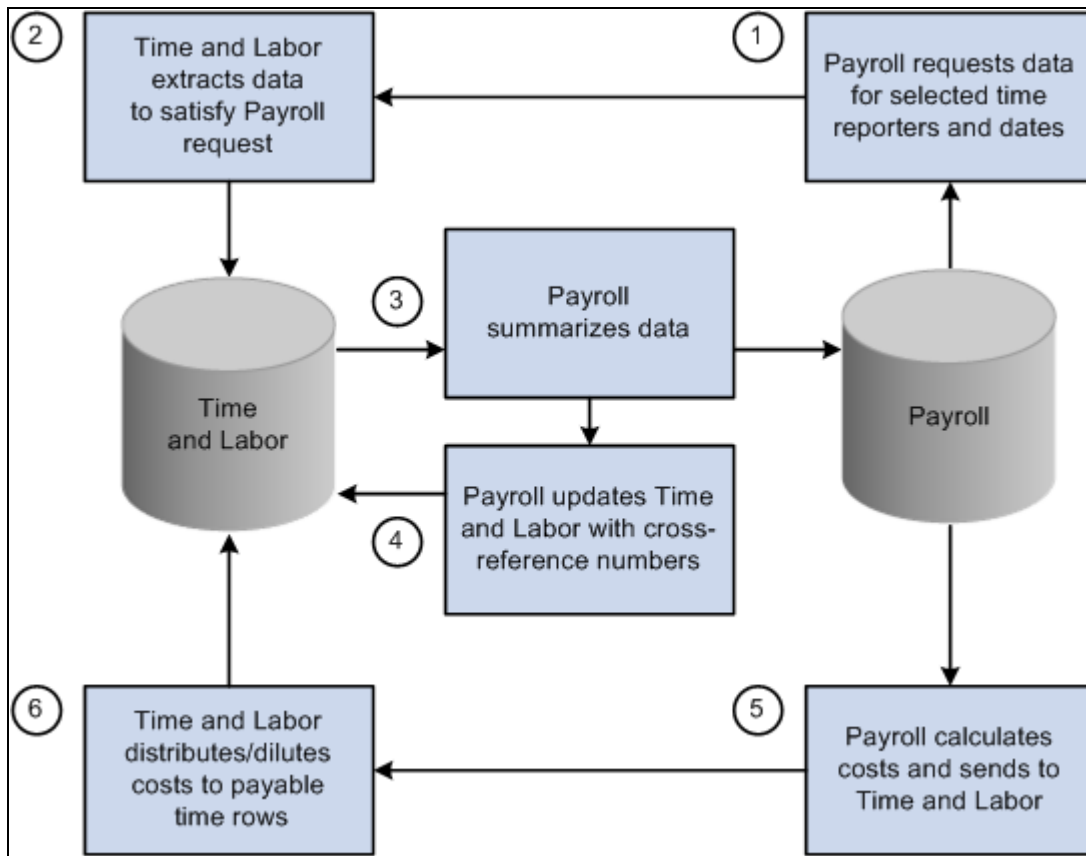 2
Time and Labor
extracts data
to satisfy Payroll
request
1
Payroll requests data
for selected time
reporters and dates
3
Payroll
summarizes data
Time
and Labor
Payroll
4
Payroll updates Time
and Labor with cross-
reference numbers
6
Time and Labor
distributes/dilutes
costs to payable
time rows
5
Payroll calculates
costs and sends to
Time and Labor